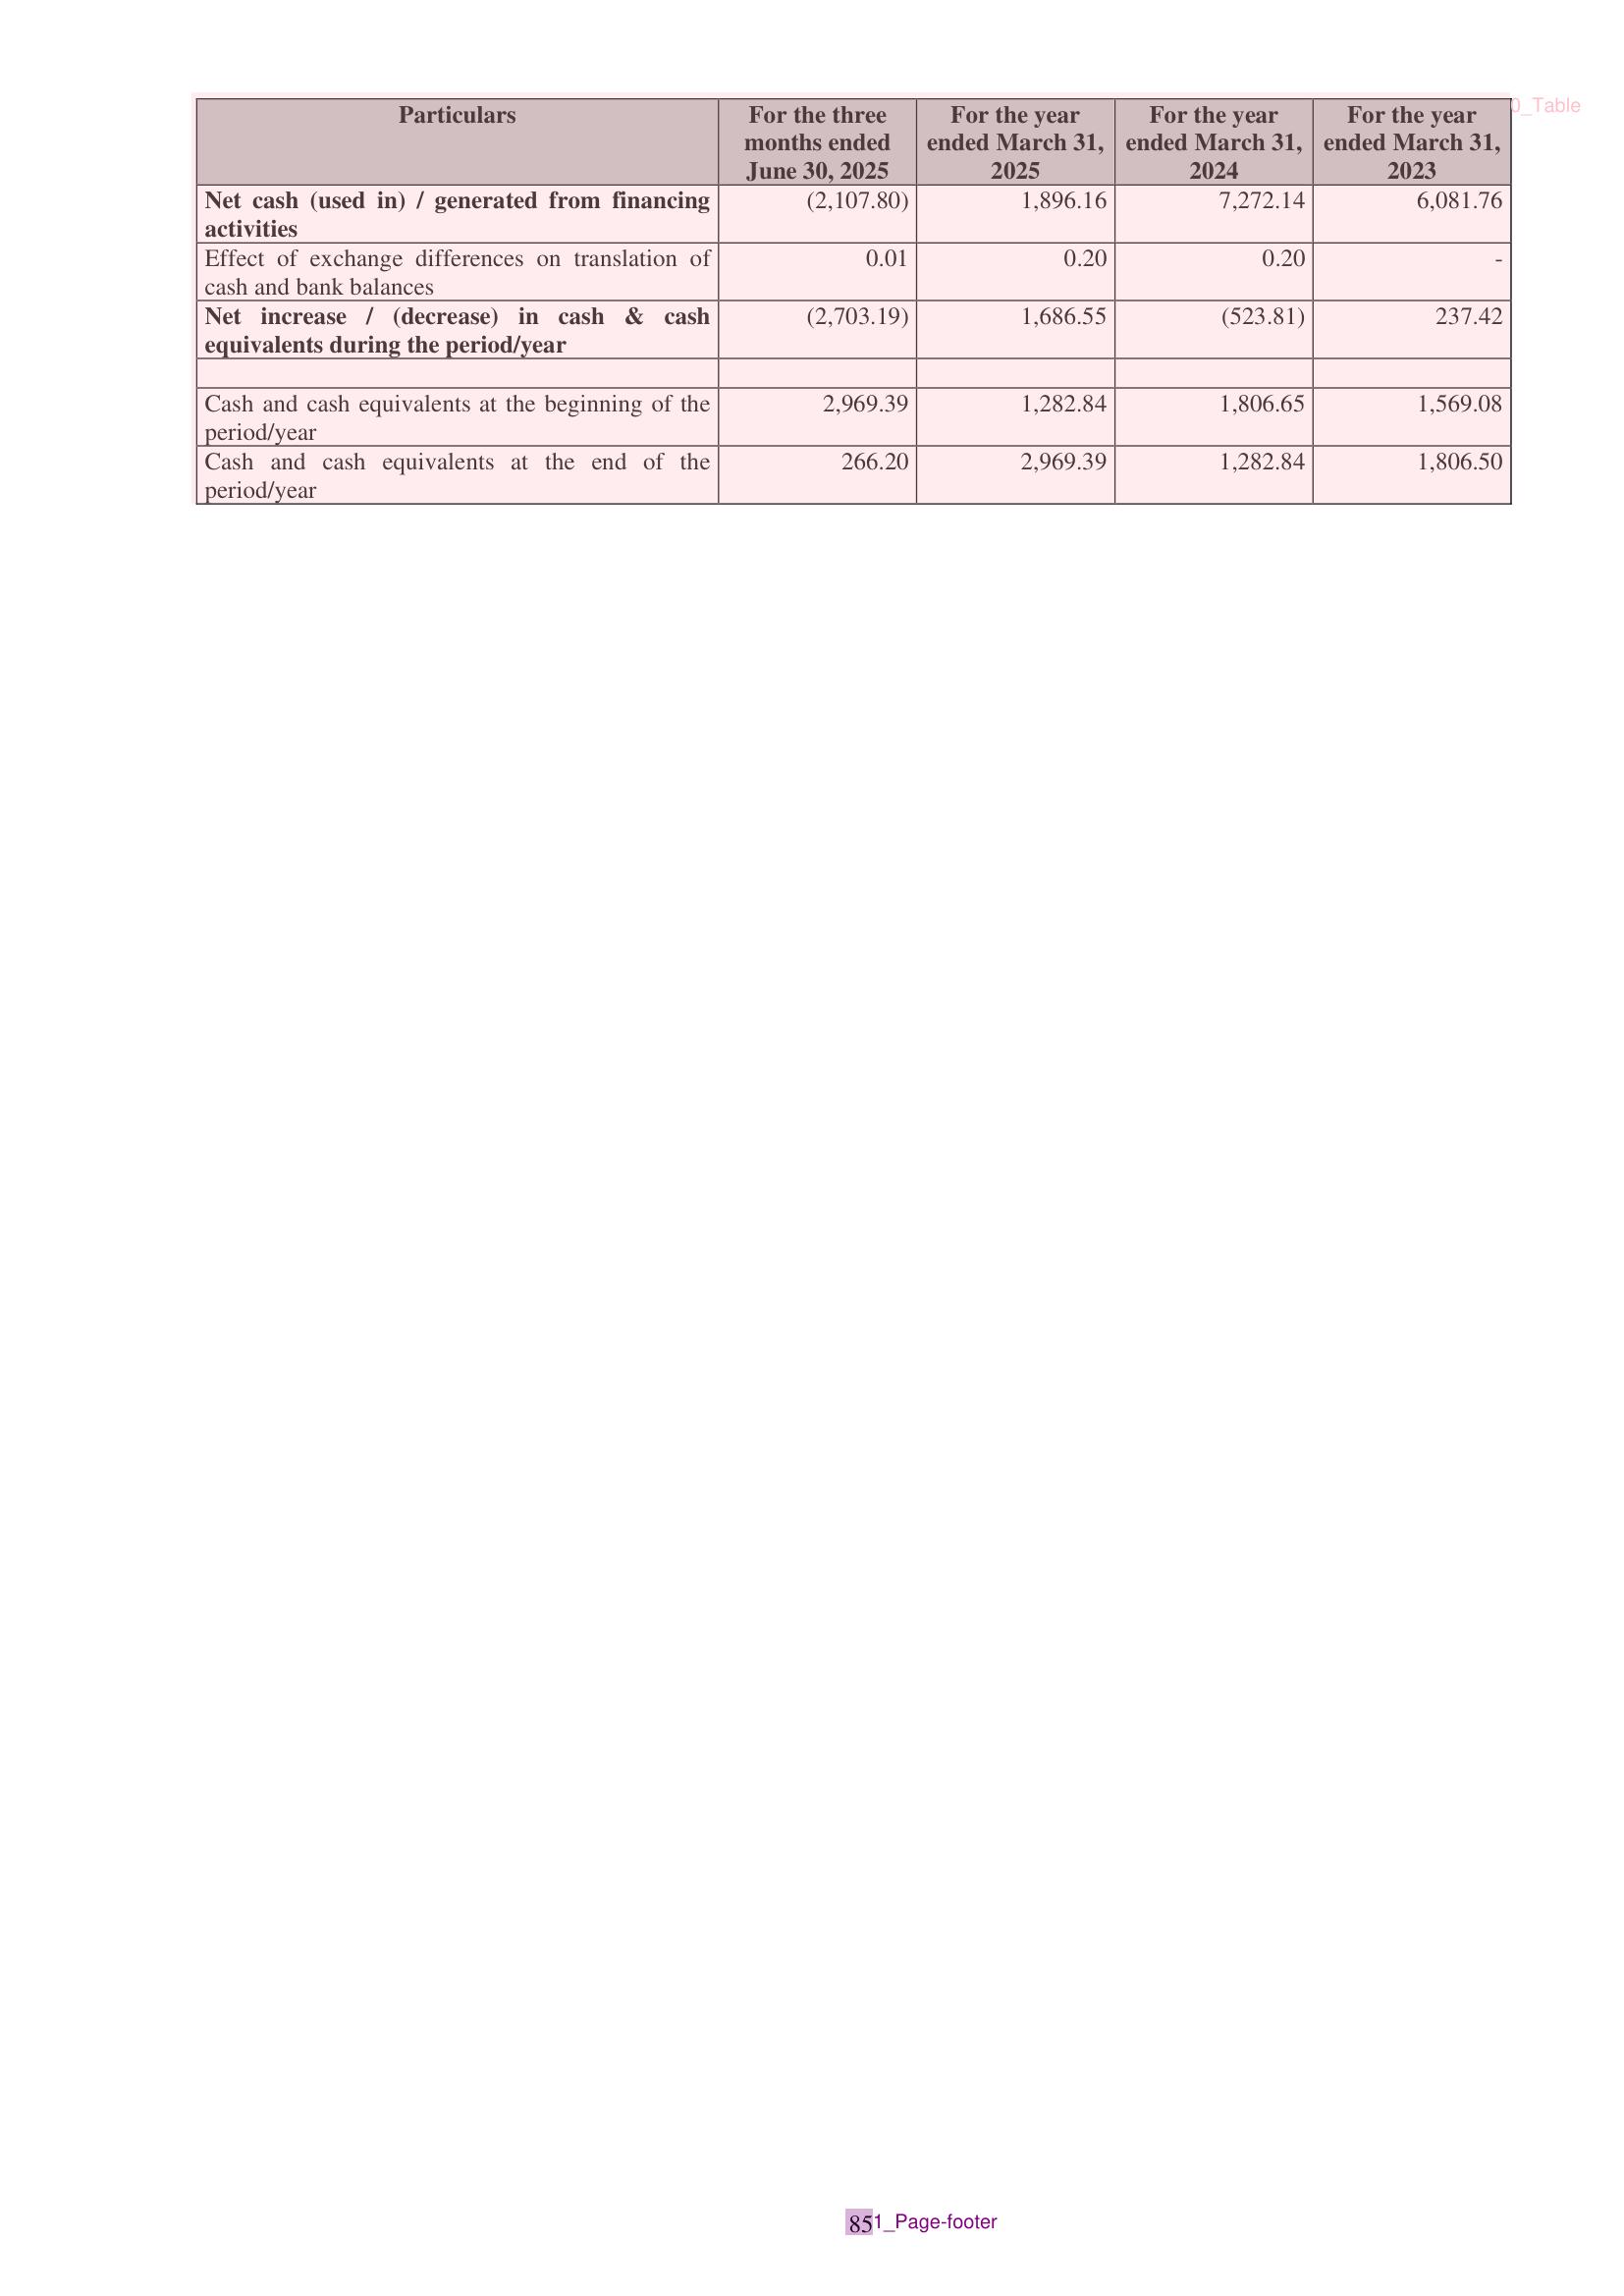 Particulars For the three months ended June 30, 2025 For the year ended March 31, 2025 For the year ended March 31, 2024 For the year ended March 31, 2023
0_Table
Net cash (used in) / generated from financing activities (2,107.80) 1,896.16 7,272.14 6,081.76
Effect of exchange differences on translation of cash and bank balances 0.01 0.20 0.20 -
Net increase / (decrease) in cash & cash equivalents during the period/year (2,703.19) 1,686.55 (523.81) 237.42
Cash and cash equivalents at the beginning of the period/year 2,969.39 1,282.84 1,806.65 1,569.08
Cash and cash equivalents at the end of the period/year 266.20 2,969.39 1,282.84 1,806.50
85 1_Page-footer